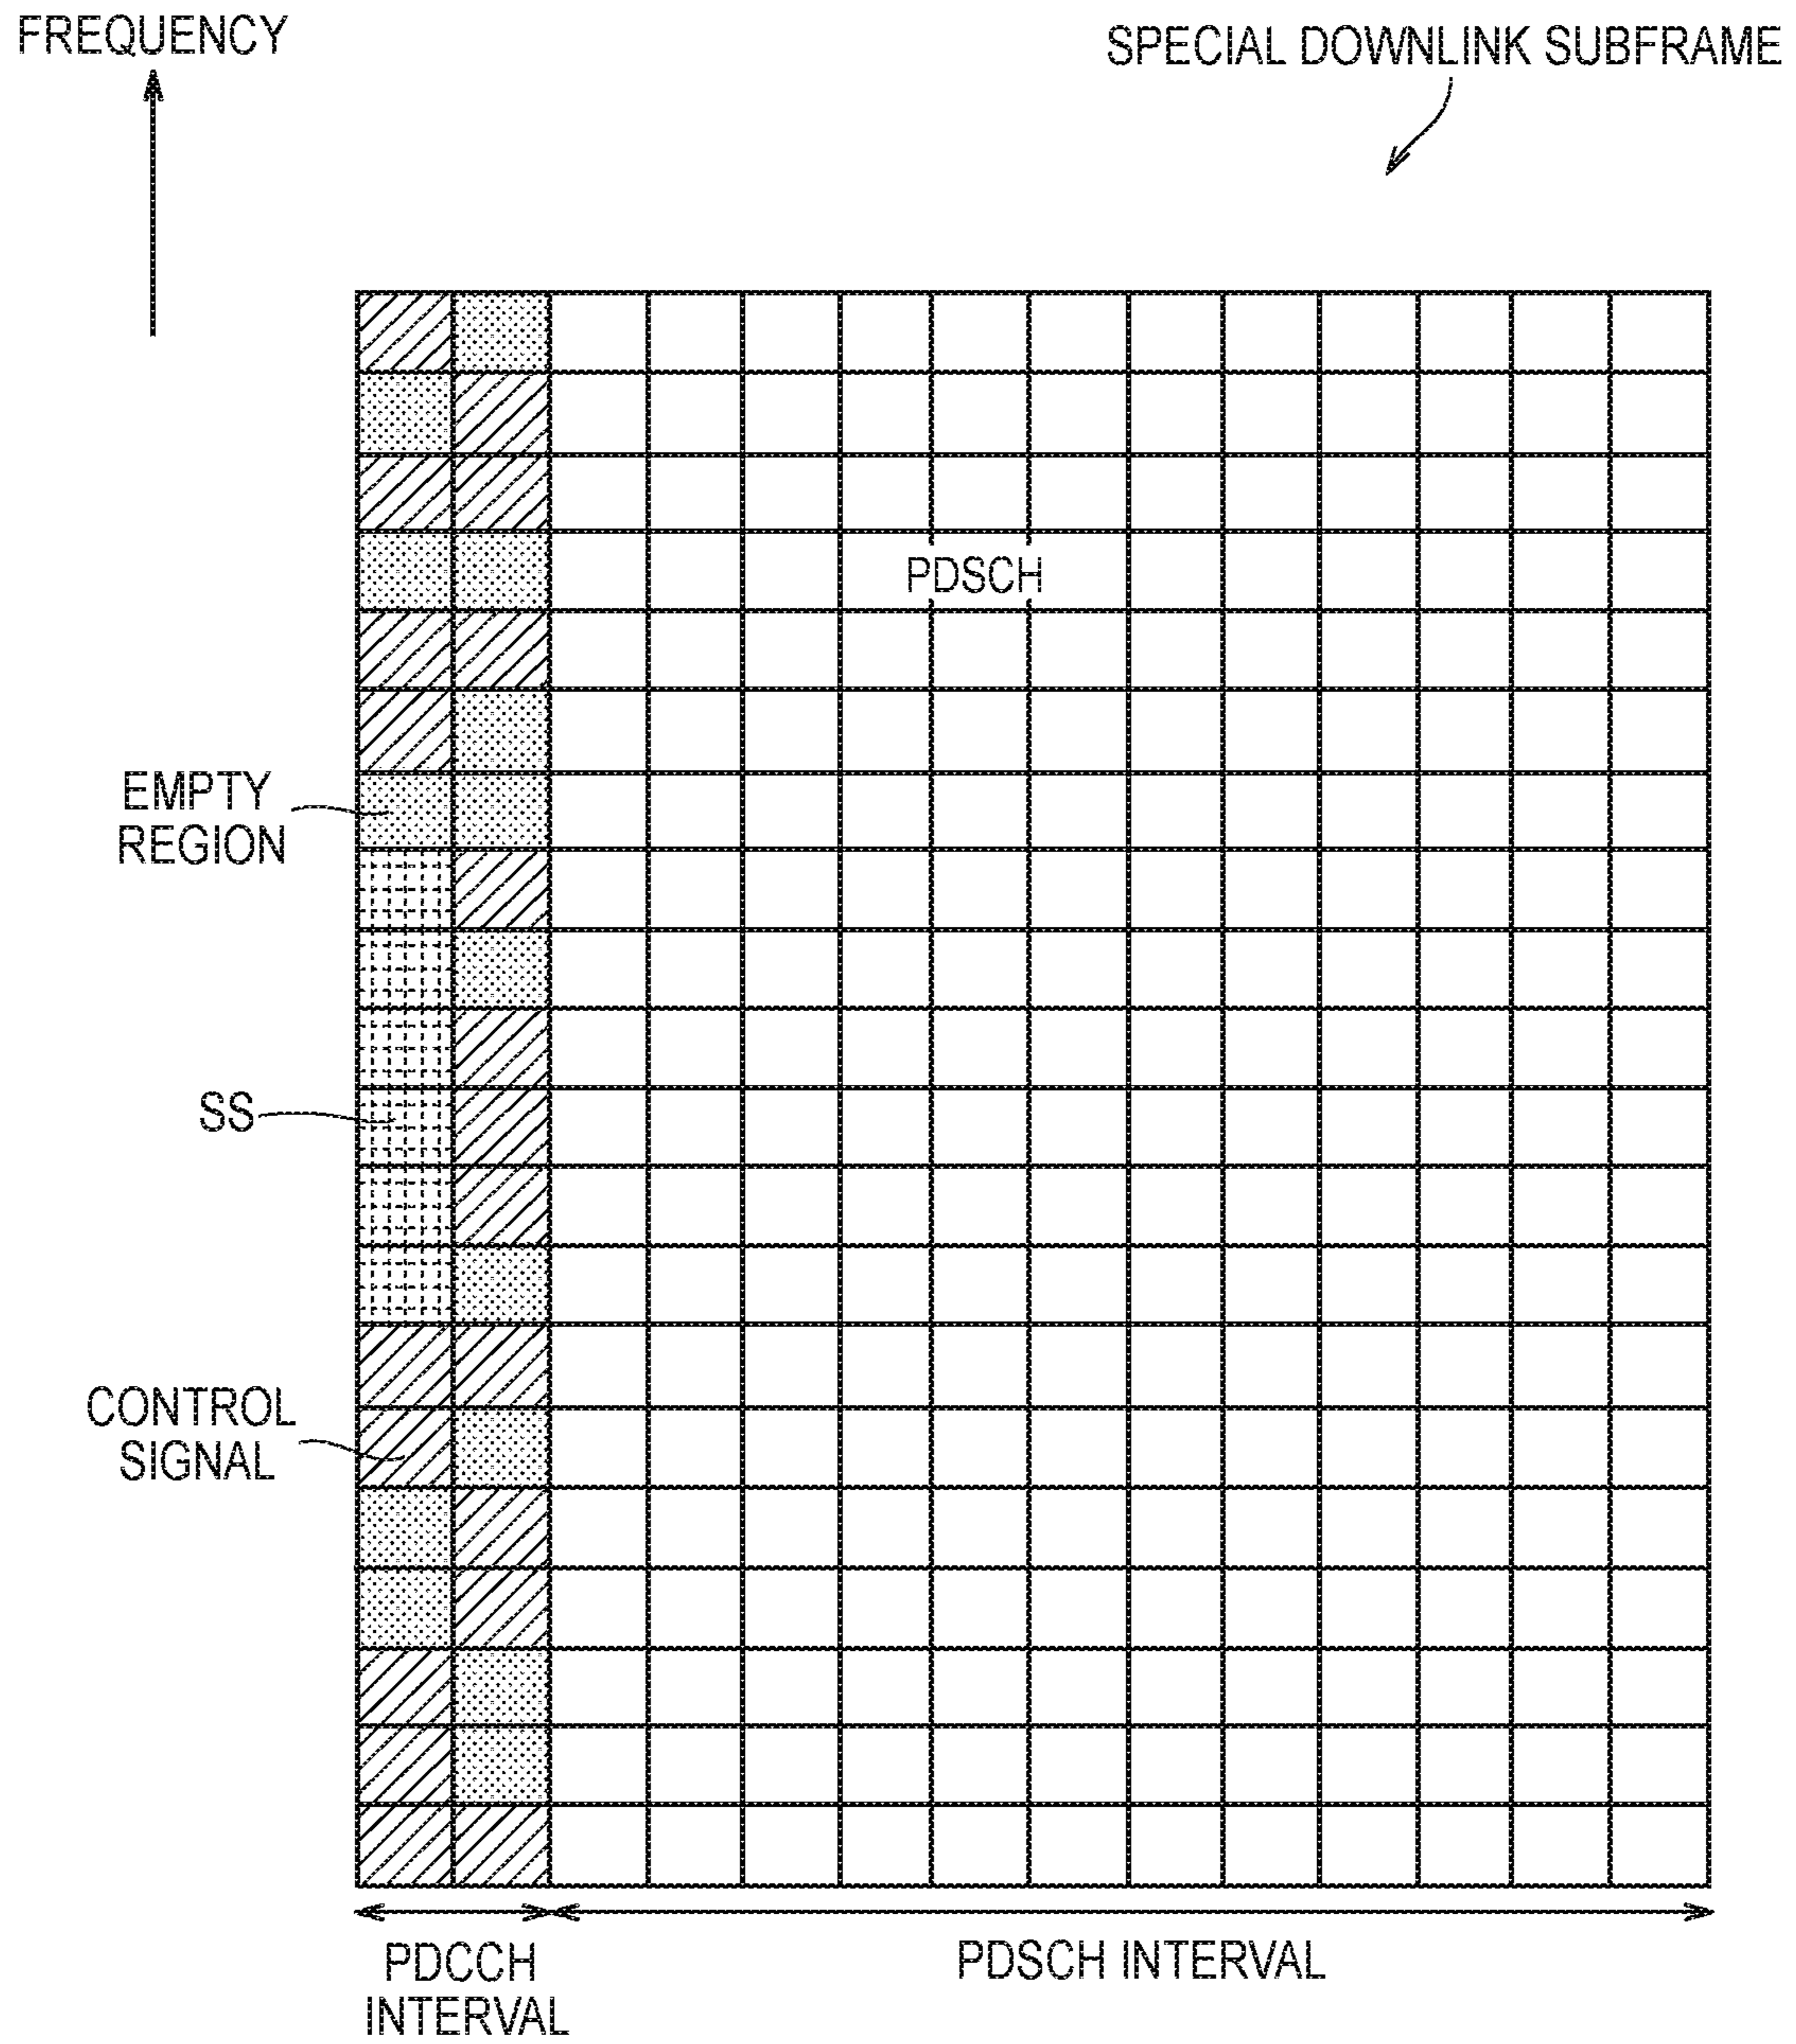 FREQUENCY
SPECIAL DOWNLINK SUBFRAME
PDSCH
EMPTY
REGION
SS
CONTROL
SIGNAL
PDCCH
INTERVAL
PDSCH INTERVAL